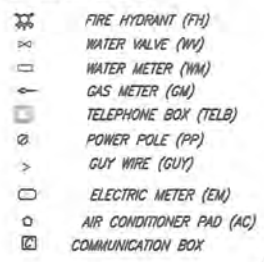 FIRE HYDRANT (FH)
WATER VALVE (WV)
WATER METER (WM)
GAS METER (GM)
TELEPHONE BOX (TELB)
POWER POLE (PP)
GUY WIRE (GUY)
ELECTRIC METER (EM)
AIR CONDITIONER PAD (AC)
C COMMUNICATION BOX